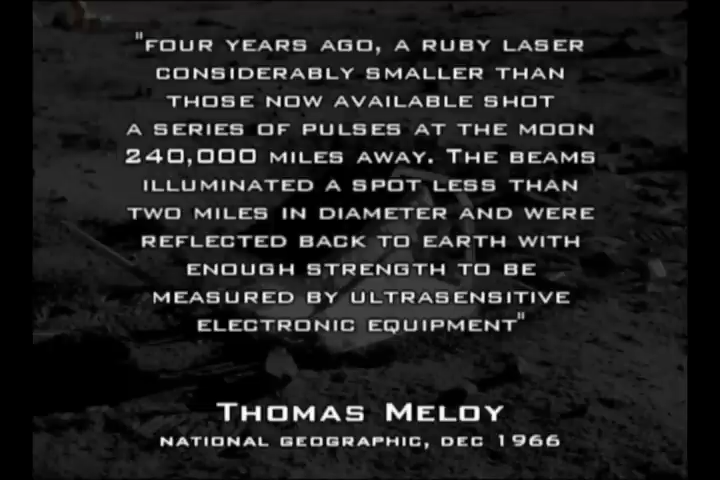 "FOUR YEARS AGO, A RUBY LASER
CONSIDERABLY SMALLER THAN
THOSE NOW AVAILABLE SHOT
A SERIES OF PULSES AT THE MOON
240,000 MILES AWAY. THE BEAMS
ILLUMINATED A SPOT LESS THAN
TWO MILES IN DIAMETER AND WERE
REFLECTED BACK TO EARTH WITH
ENOUGH STRENGTH TO BE
MEASURED BY ULTRASENSITIVE
ELECTRONIC EQUIPMENT"
THOMAS MELOY
NATIONAL GEOGRAPHIC, DEC 1966